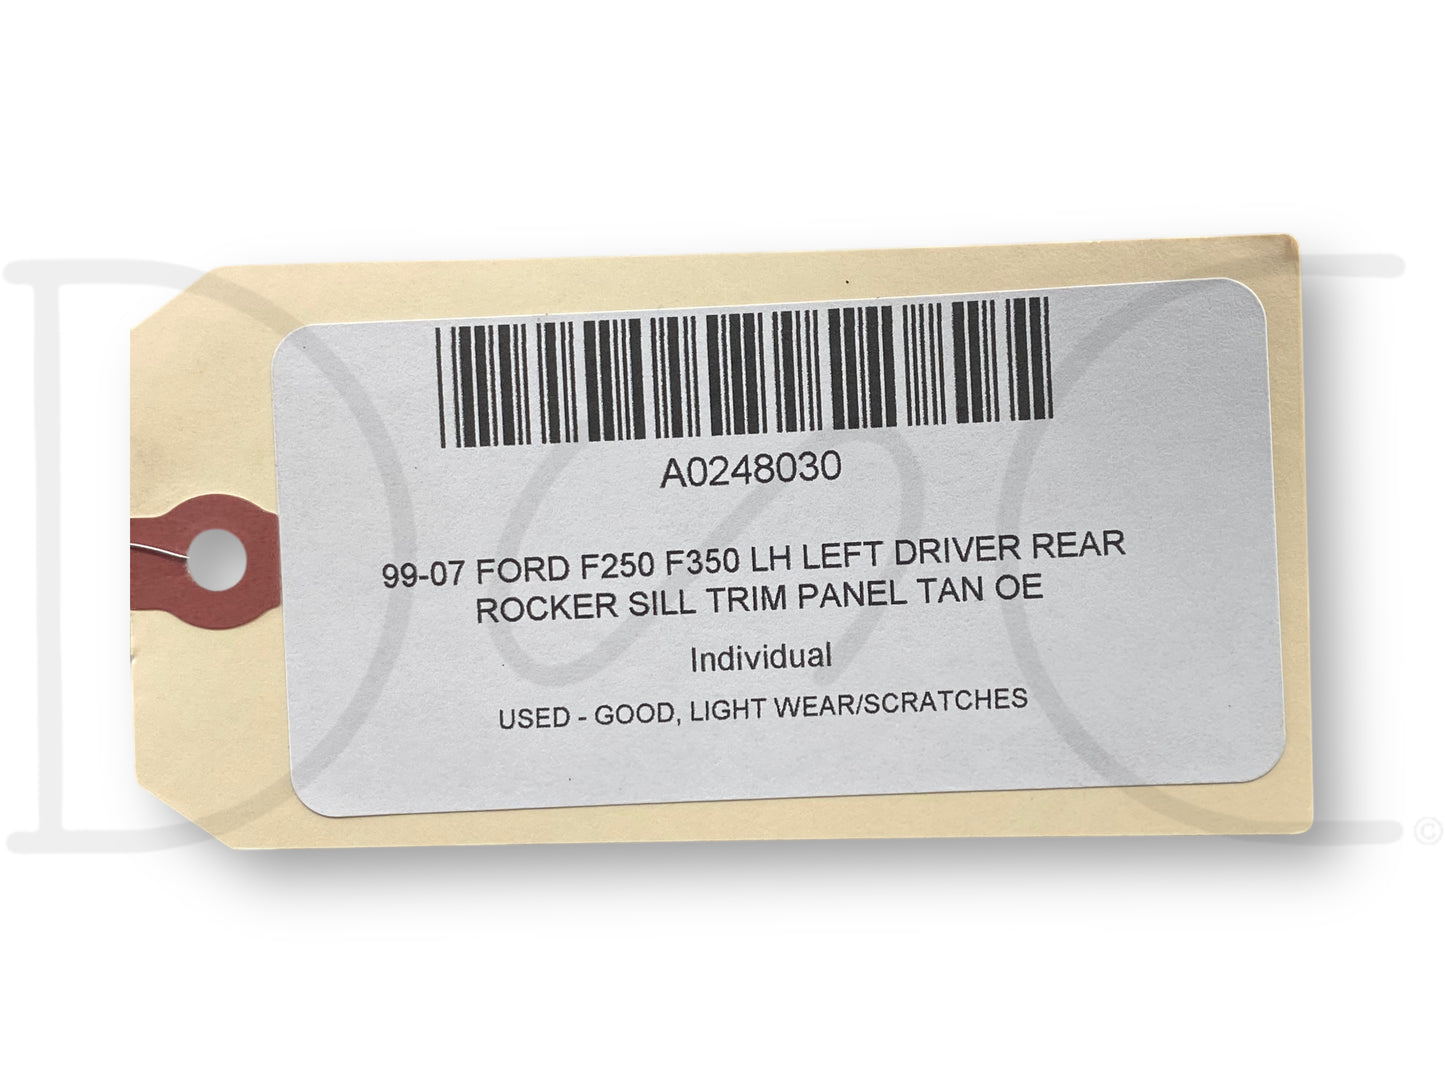 A0248030
99-07 FORD F250 F350 LH LEFT DRIVER REAR
ROCKER SILL TRIM PANEL TAN OE
Individual
USED - GOOD, LIGHT WEAR/SCRATCHES
©